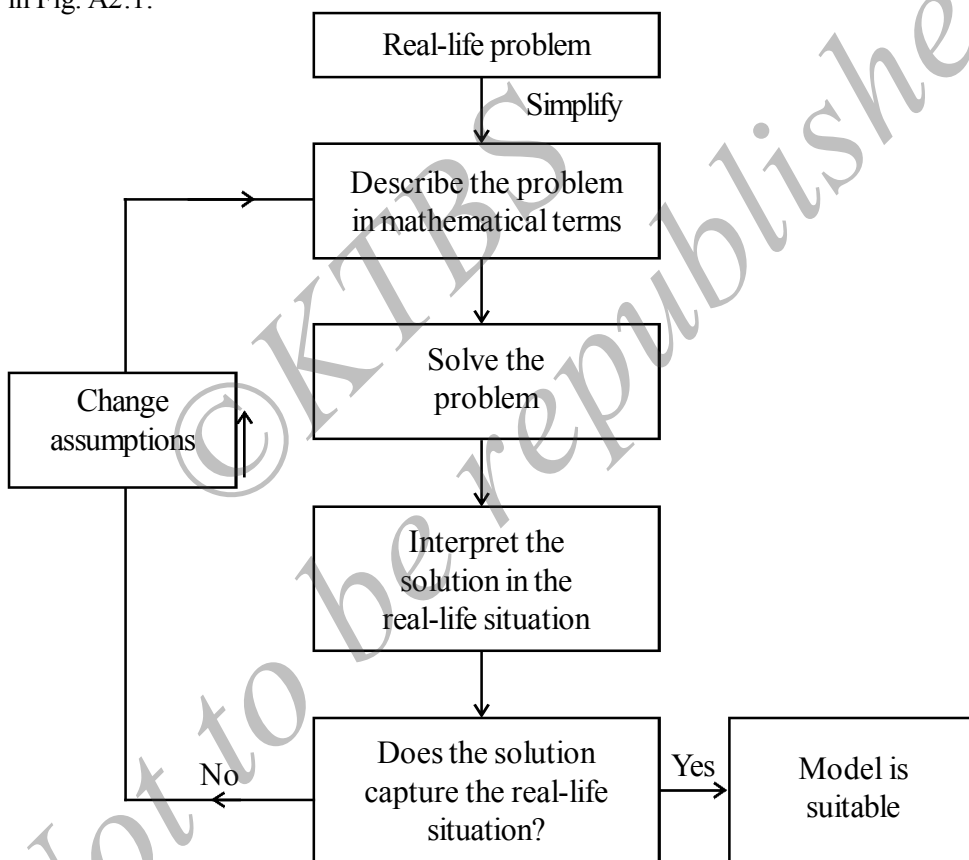 in Fig. A2.1.
Real-life problem
Simplify
Describe the problem
in mathematical terms
Solve the
problem
Change
assumptions
Interpret the
solution in the
real-life situation
Does the solution
capture the real-life
situation?
No
Yes
Model is
suitable
©KTBS
Not to be republishe